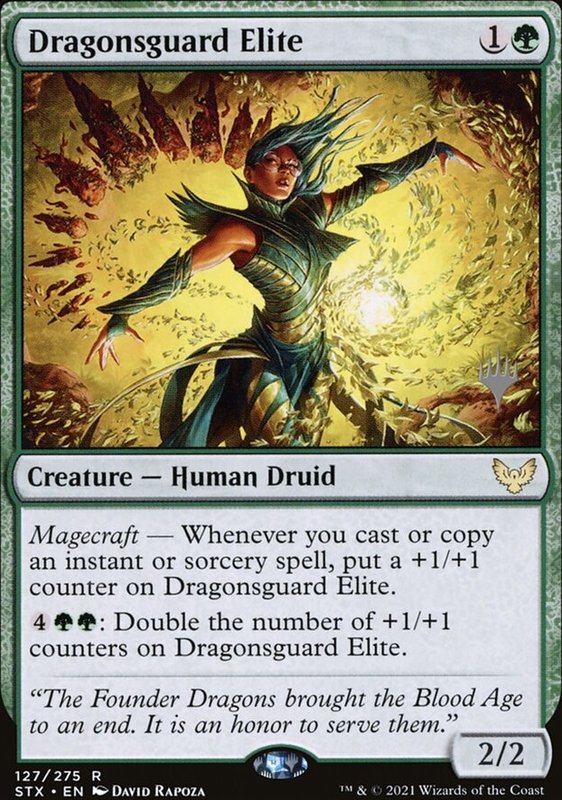 Dragonsguard Elite 1
Creature — Human Druid
Magecraft — Whenever you cast or copy
an instant or sorcery spell, put a +1/+1
counter on Dragonsguard Elite.
4: Double the number of +1/+1
counters on Dragonsguard Elite.
“The Founder Dragons brought the Blood Age
to an end. It is an honor to serve them.”
2/2
127/275 R
STX • EN DAVID RAPOZA
™ & © 2021 Wizards of the Coast